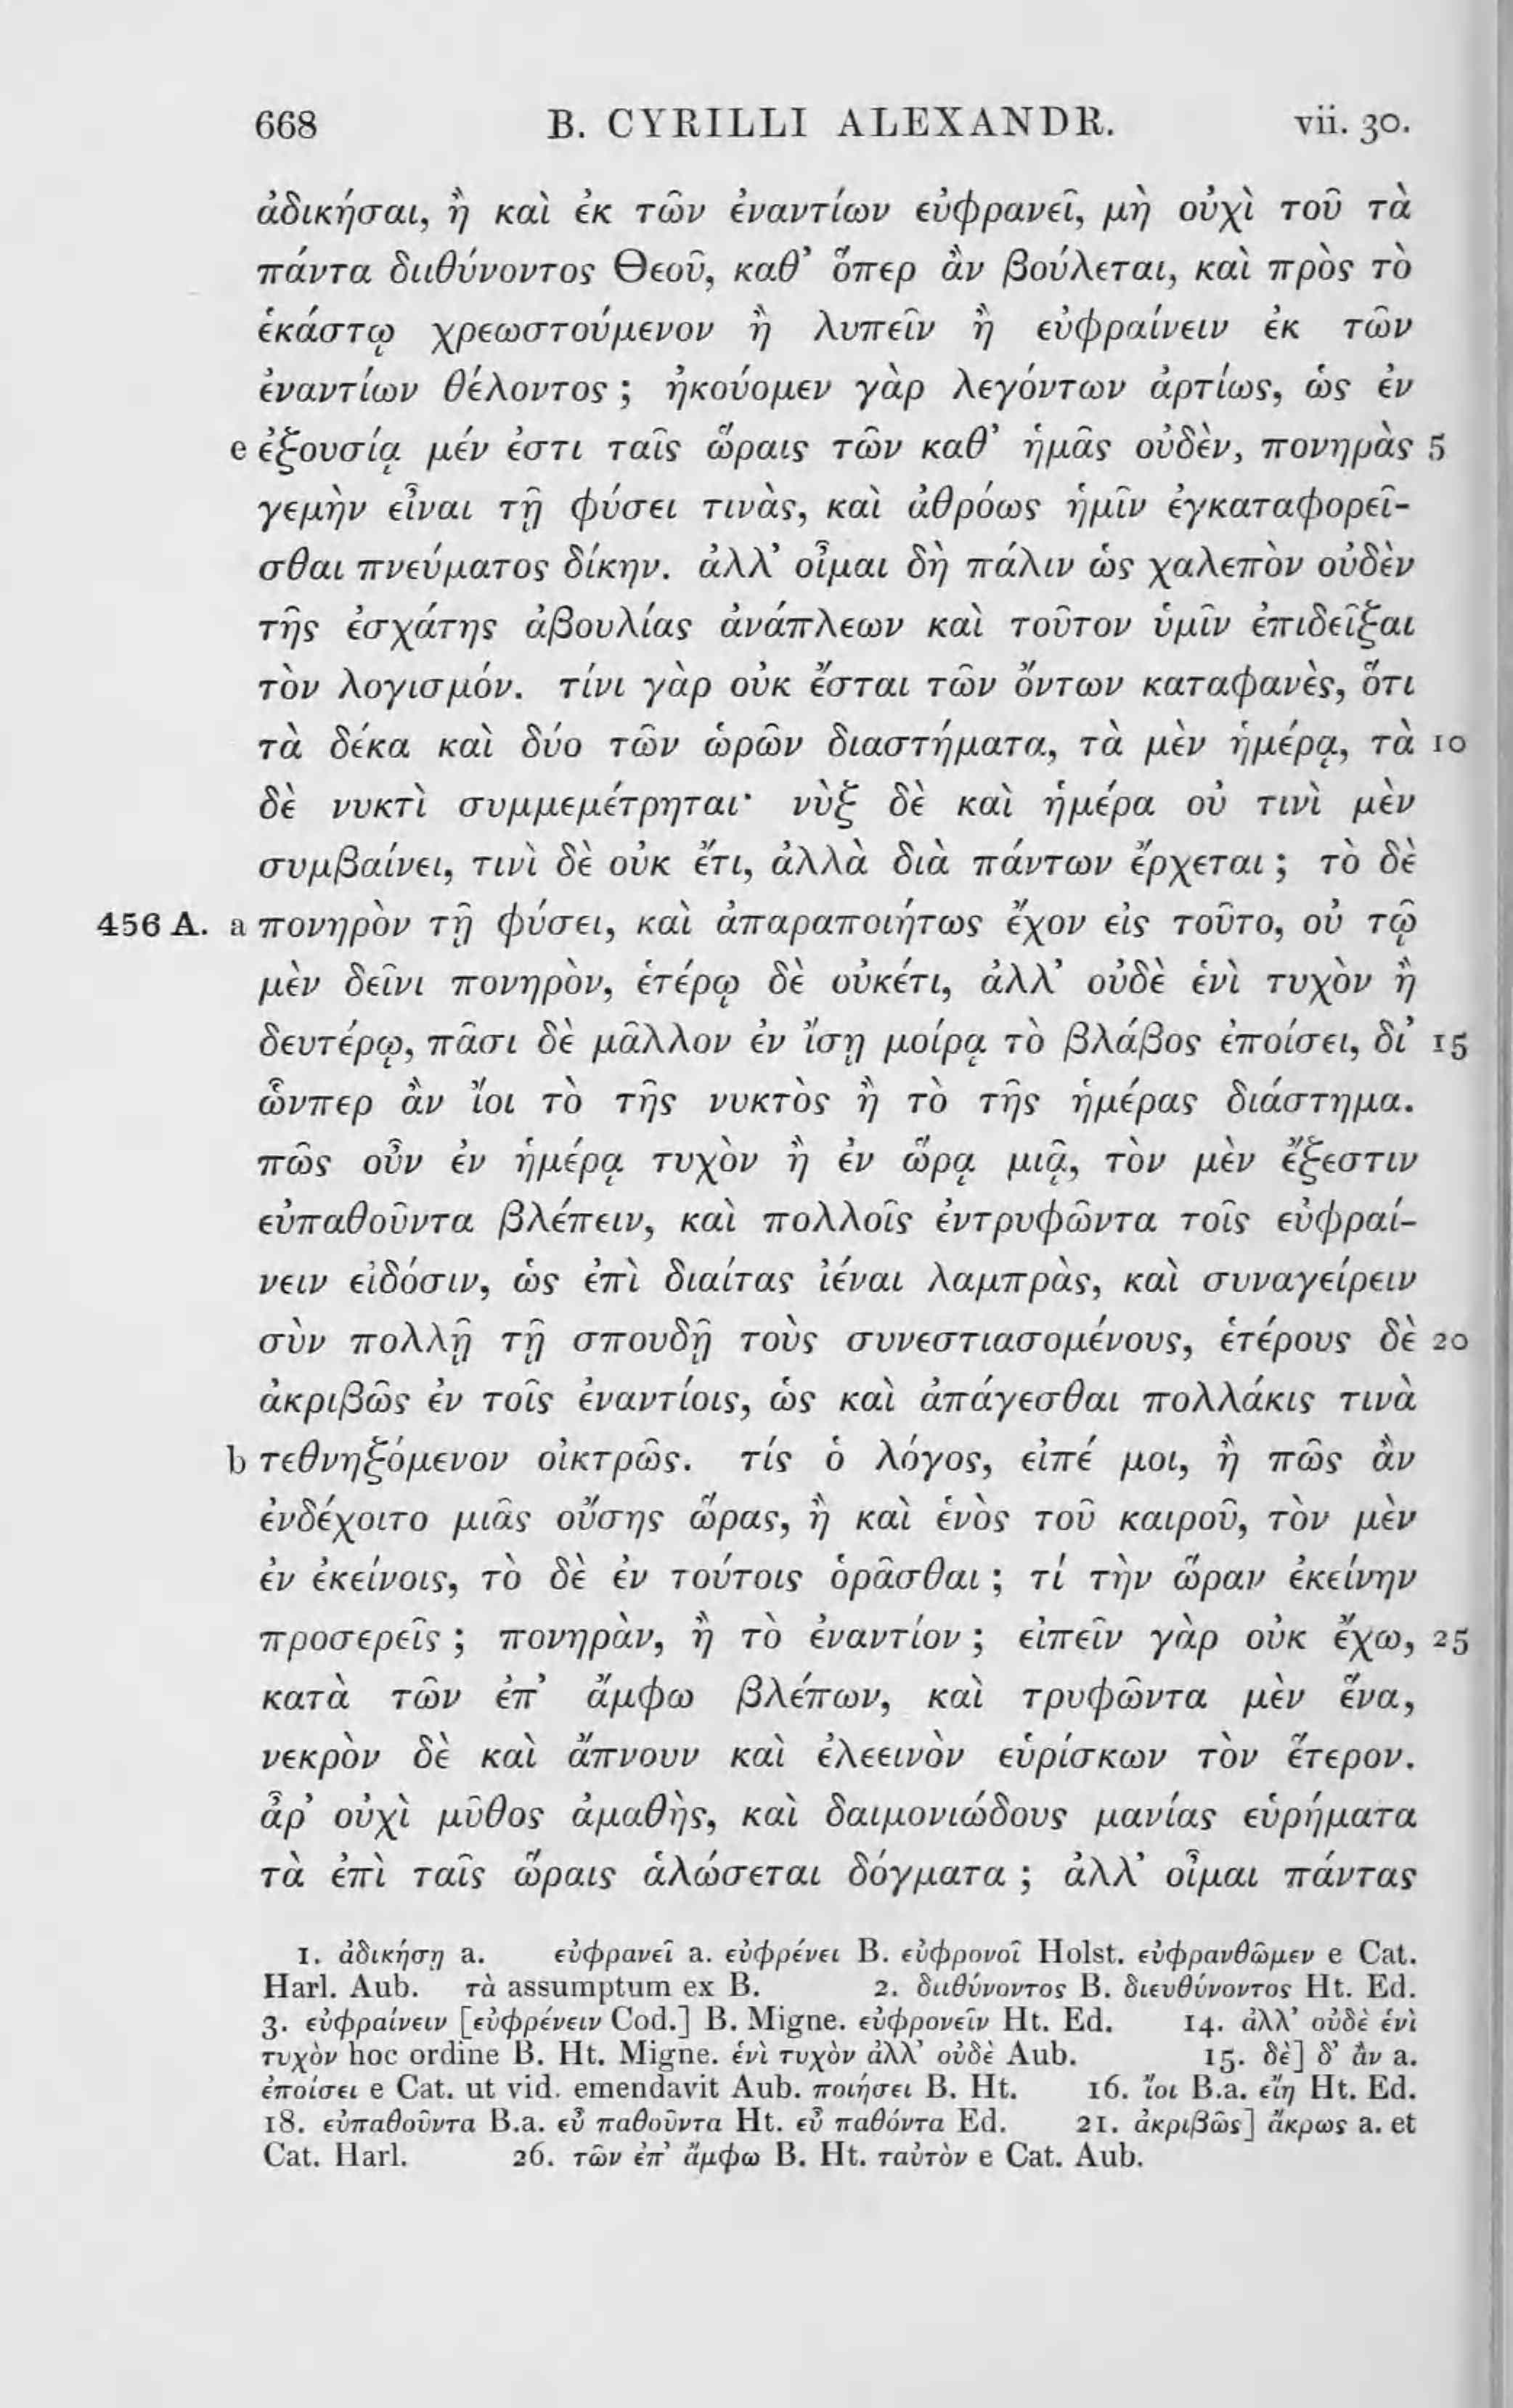 668 B. CYRILLI ALEXANDR. vii. 30.
ἀδικήσαι, ἢ καὶ ἐκ τῶν ἐναντίων εὐφρανεῖ, μὴ οὐχὶ τοῦ τὰ
πάντα διιθύνοντος Θεοῦ, καθ’ ὅπερ ἂν βούλεται, καὶ πρὸς τὸ
ἑκάστῳ χρεωστούμενον ἢ λυπεῖν ἢ εὐφραίνειν ἐκ τῶν
ἐναντίων θέλοντος ; ἠκούομεν γὰρ λεγόντων ἀρτίως, ὡς ἐν
e ἐξουσίᾳ μέν ἐστι ταῖς ὥραις τῶν καθ’ ἡμᾶς οὐδὲν, πονηρὰς 5
γεμὴν εἶναι τῇ φύσει τινὰς, καὶ ἀθρόως ἡμῖν ἐγκαταφορεῖ-
σθαι πνεύματος δίκην. ἀλλ’ οἶμαι δὴ πάλιν ὡς χαλεπὸν οὐδὲν
τῆς ἐσχάτης ἀβουλίας ἀνάπλεων καὶ τοῦτον ὑμῖν ἐπιδεῖξαι
τὸν λογισμόν. τίνι γὰρ οὐκ ἔσται τῶν ὄντων καταφανὲς, ὅτι
τὰ δέκα καὶ δύο τῶν ὡρῶν διαστήματα, τὰ μὲν ἡμέρᾳ, τὰ 10
δὲ νυκτὶ συμμεμέτρηται· νὺξ δὲ καὶ ἡμέρα οὐ τινὶ μὲν
συμβαίνει, τινὶ δὲ οὐκ ἔτι, ἀλλὰ διὰ πάντων ἔρχεται ; τὸ δὲ
456 A. a πονηρὸν τῇ φύσει, καὶ ἀπαραποιήτως ἔχον εἰς τοῦτο, οὐ τῷ
μὲν δεῖνι πονηρὸν, ἑτέρῳ δὲ οὐκέτι, ἀλλ’ οὐδὲ ἑνὶ τυχὸν ἢ
δευτέρῳ, πᾶσι δὲ μᾶλλον ἐν ἴσῃ μοίρᾳ τὸ βλάβος ἐποίσει, δι’ 15
ὧνπερ ἂν ἴοι τὸ τῆς νυκτὸς ἢ τὸ τῆς ἡμέρας διάστημα.
πῶς οὖν ἐν ἡμέρᾳ τυχὸν ἢ ἐν ὥρᾳ μιᾷ, τὸν μὲν ἔξεστιν
εὐπαθοῦντα βλέπειν, καὶ πολλοῖς ἐντρυφῶντα τοῖς εὐφραί-
νειν εἰδόσιν, ὡς ἐπὶ διαίτας ἰέναι λαμπρὰς, καὶ συναγείρειν
σὺν πολλῇ τῇ σπουδῇ τοὺς συνεστιασομένους, ἑτέρους δὲ 20
ἀκριβῶς ἐν τοῖς ἐναντίοις, ὡς καὶ ἀπάγεσθαι πολλάκις τινὰ
b τεθνηξόμενον οἰκτρῶς. τίς ὁ λόγος, εἰπέ μοι, ἢ πῶς ἂν
ἐνδέχοιτο μιᾶς οὔσης ὥρας, ἢ καὶ ἑνὸς τοῦ καιροῦ, τὸν μὲν
ἐν ἐκείνοις, τὸ δὲ ἐν τούτοις ὁρᾶσθαι ; τί τὴν ὥραν ἐκείνην
προσερεῖς ; πονηρὰν, ἢ τὸ ἐναντίον ; εἰπεῖν γὰρ οὐκ ἔχω, 25
κατὰ τῶν ἐπ’ ἄμφω βλέπων, καὶ τρυφῶντα μὲν ἕνα,
νεκρὸν δὲ καὶ ἄπνουν καὶ ἐλεεινὸν εὑρίσκων τὸν ἕτερον.
ἆρ’ οὐχὶ μῦθος ἀμαθὴς, καὶ δαιμονιώδους μανίας εὑρήματα
τὰ ἐπὶ ταῖς ὥραις ἁλώσεται δόγματα ; ἀλλ’ οἶμαι πάντας
1. ἀδικήσῃ a. εὐφρανεῖ a. εὐφρένει B. εὐφρονοῖ Holst. εὐφρανθῶμεν e Cat.
Harl. Aub. τὰ assumptum ex B. 2. διιθύνοντος B. διευθύνοντος Ht. Ed.
3. εὐφραίνειν [εὐφρένειν Cod.] B. Migne. εὐφρονεῖν Ht. Ed. 14. ἀλλ’ οὐδὲ ἑνὶ
τυχὸν hoc ordine B. Ht. Migne. ἑνὶ τυχὸν ἀλλ’ οὐδὲ Aub. 15. δὲ] δ’ ἂν a.
ἐποίσει e Cat. ut vid. emendavit Aub. ποιήσει B. Ht. 16. ἴοι B.a. εἴη Ht. Ed.
18. εὐπαθοῦντα B.a. εὖ παθοῦντα Ht. εὖ παθόντα Ed. 21. ἀκριβῶς] ἄκρως a. et
Cat. Harl. 26. τῶν ἐπ’ ἄμφω B. Ht. ταὐτὸν e Cat. Aub.